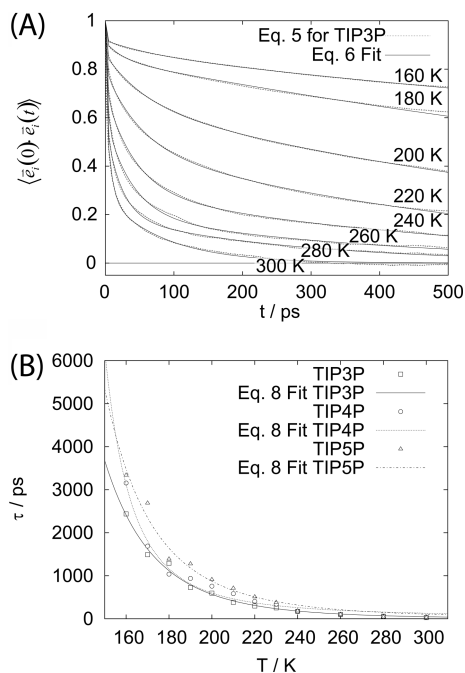 (A)
Eq. 5 for TIP3P
Eq. 6 Fit
1
0.8
0.6
0.4
0.2
0
⟨e⃗ᵢ(0) e⃗ᵢ(t)⟩
160 K
180 K
200 K
220 K
240 K
260 K
280 K
300 K
0 100 200 300 400 500
t / ps
(B)
6000
5000
4000
3000
2000
1000
0
τ / ps
TIP3P
Eq. 8 Fit TIP3P
TIP4P
Eq. 8 Fit TIP4P
TIP5P
Eq. 8 Fit TIP5P
160 180 200 220 240 260 280 300
T / K